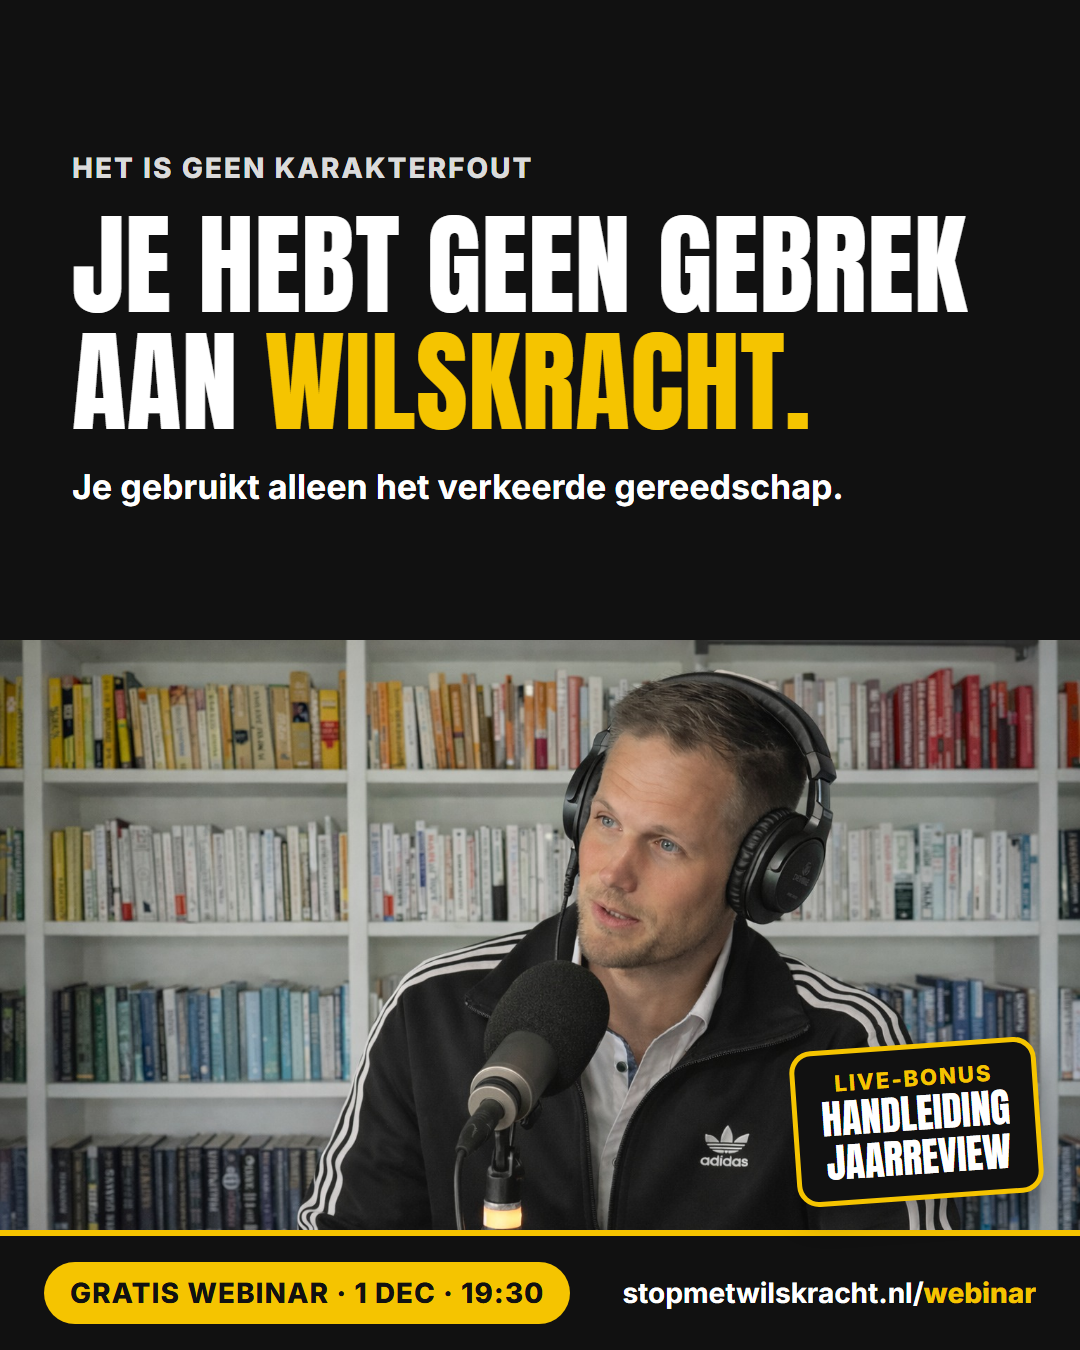 HET IS GEEN KARAKTERFOUT
JE HEBT GEEN GEBREK
AAN WILSKRACHT.
Je gebruikt alleen het verkeerde gereedschap.
adidas
LIVE-BONUS
HANDLEIDING
JAARREVIEW
GRATIS WEBINAR · 1 DEC · 19:30
stopmetwilskracht.nl/webinar